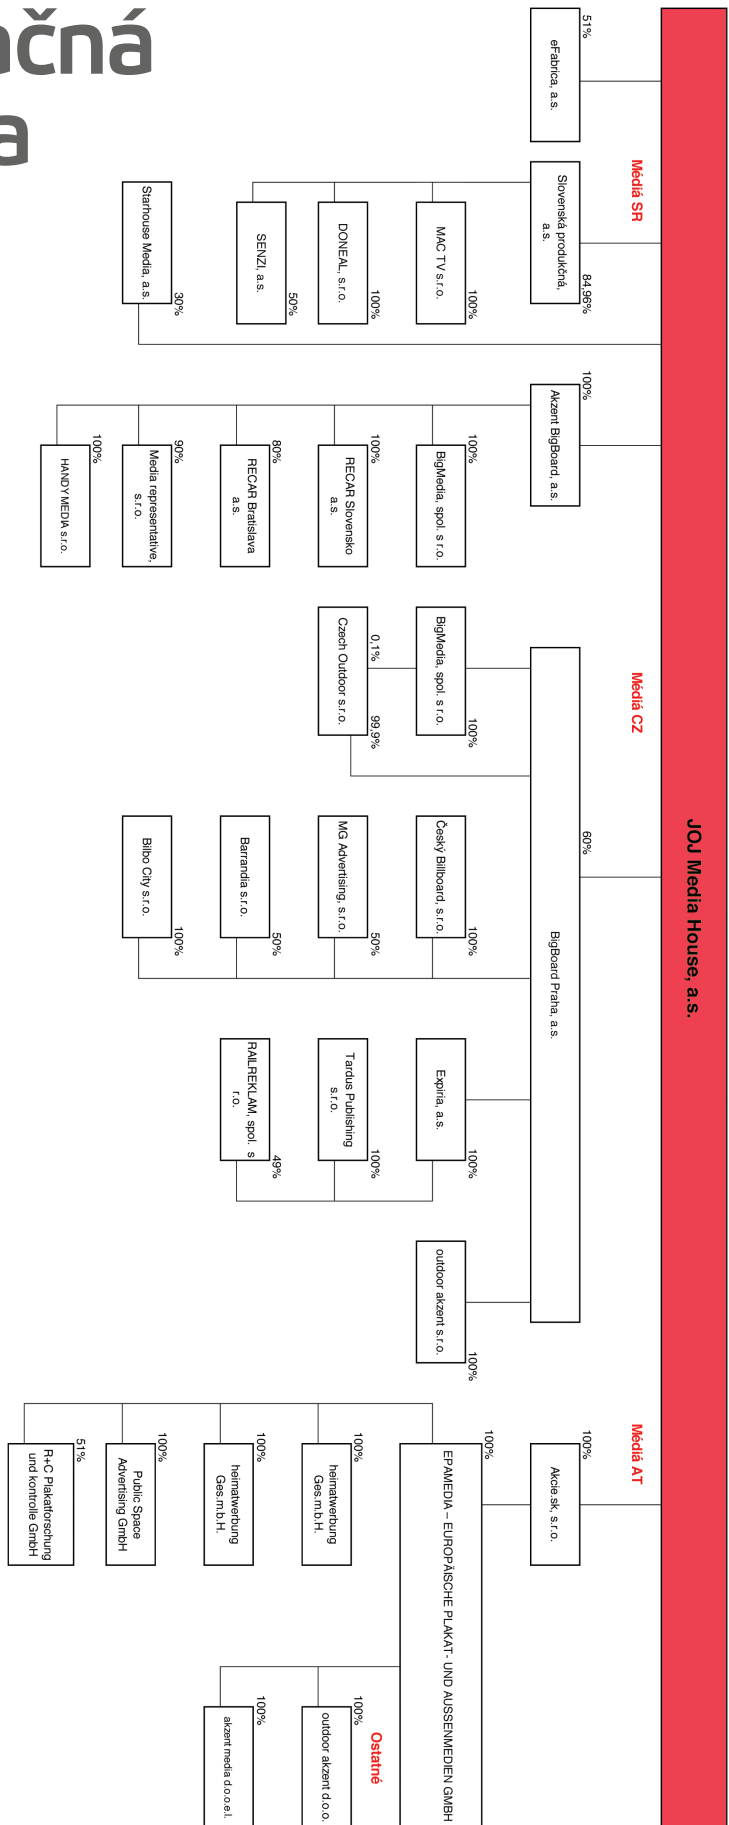 ačná
a
JOJ Media House, a.s.
Médiá SR
51%
eFabrica, a.s.
84,96%
Slovenská produkčná,
a.s.
100%
MAC TV s.r.o.
100%
DONEAL, s.r.o.
50%
SENZI, a.s.
30%
Starhouse Media, a.s.
100%
Akzent BigBoard, a.s.
100%
BigMedia, spol. s r.o.
100%
RECAR Slovensko
a.s.
80%
RECAR Bratislava
a.s.
90%
Media representative,
s.r.o.
100%
HANDY MEDIA s.r.o.
Médiá CZ
60%
BigBoard Praha, a.s.
BigMedia, spol. s r.o.
100%
0,1%
Czech Outdoor s.r.o.
99,9%
Český Billboard, s.r.o.
100%
MG Advertising, s.r.o.
50%
Barrandia s.r.o.
50%
Bilbo City s.r.o.
100%
Expiria, a.s.
100%
Tardus Publishing
s.r.o.
100%
RAILREKLAM, spol. s
r.o.
49%
outdoor akzent s.r.o.
100%
Médiá AT
100%
Akcie.sk, s.r.o.
100%
EPAMEDIA – EUROPÄISCHE PLAKAT- UND AUSSENMEDIEN GMBH
100%
heimatwerbung
Ges.m.b.H.
100%
heimatwerbung
Ges.m.b.H.
100%
Public Space
Advertising GmbH
51%
R+C Plakatforschung
und kontrolle GmbH
Ostatné
100%
outdoor akzent d.o.o.
100%
akzent media d.o.o.e.l.